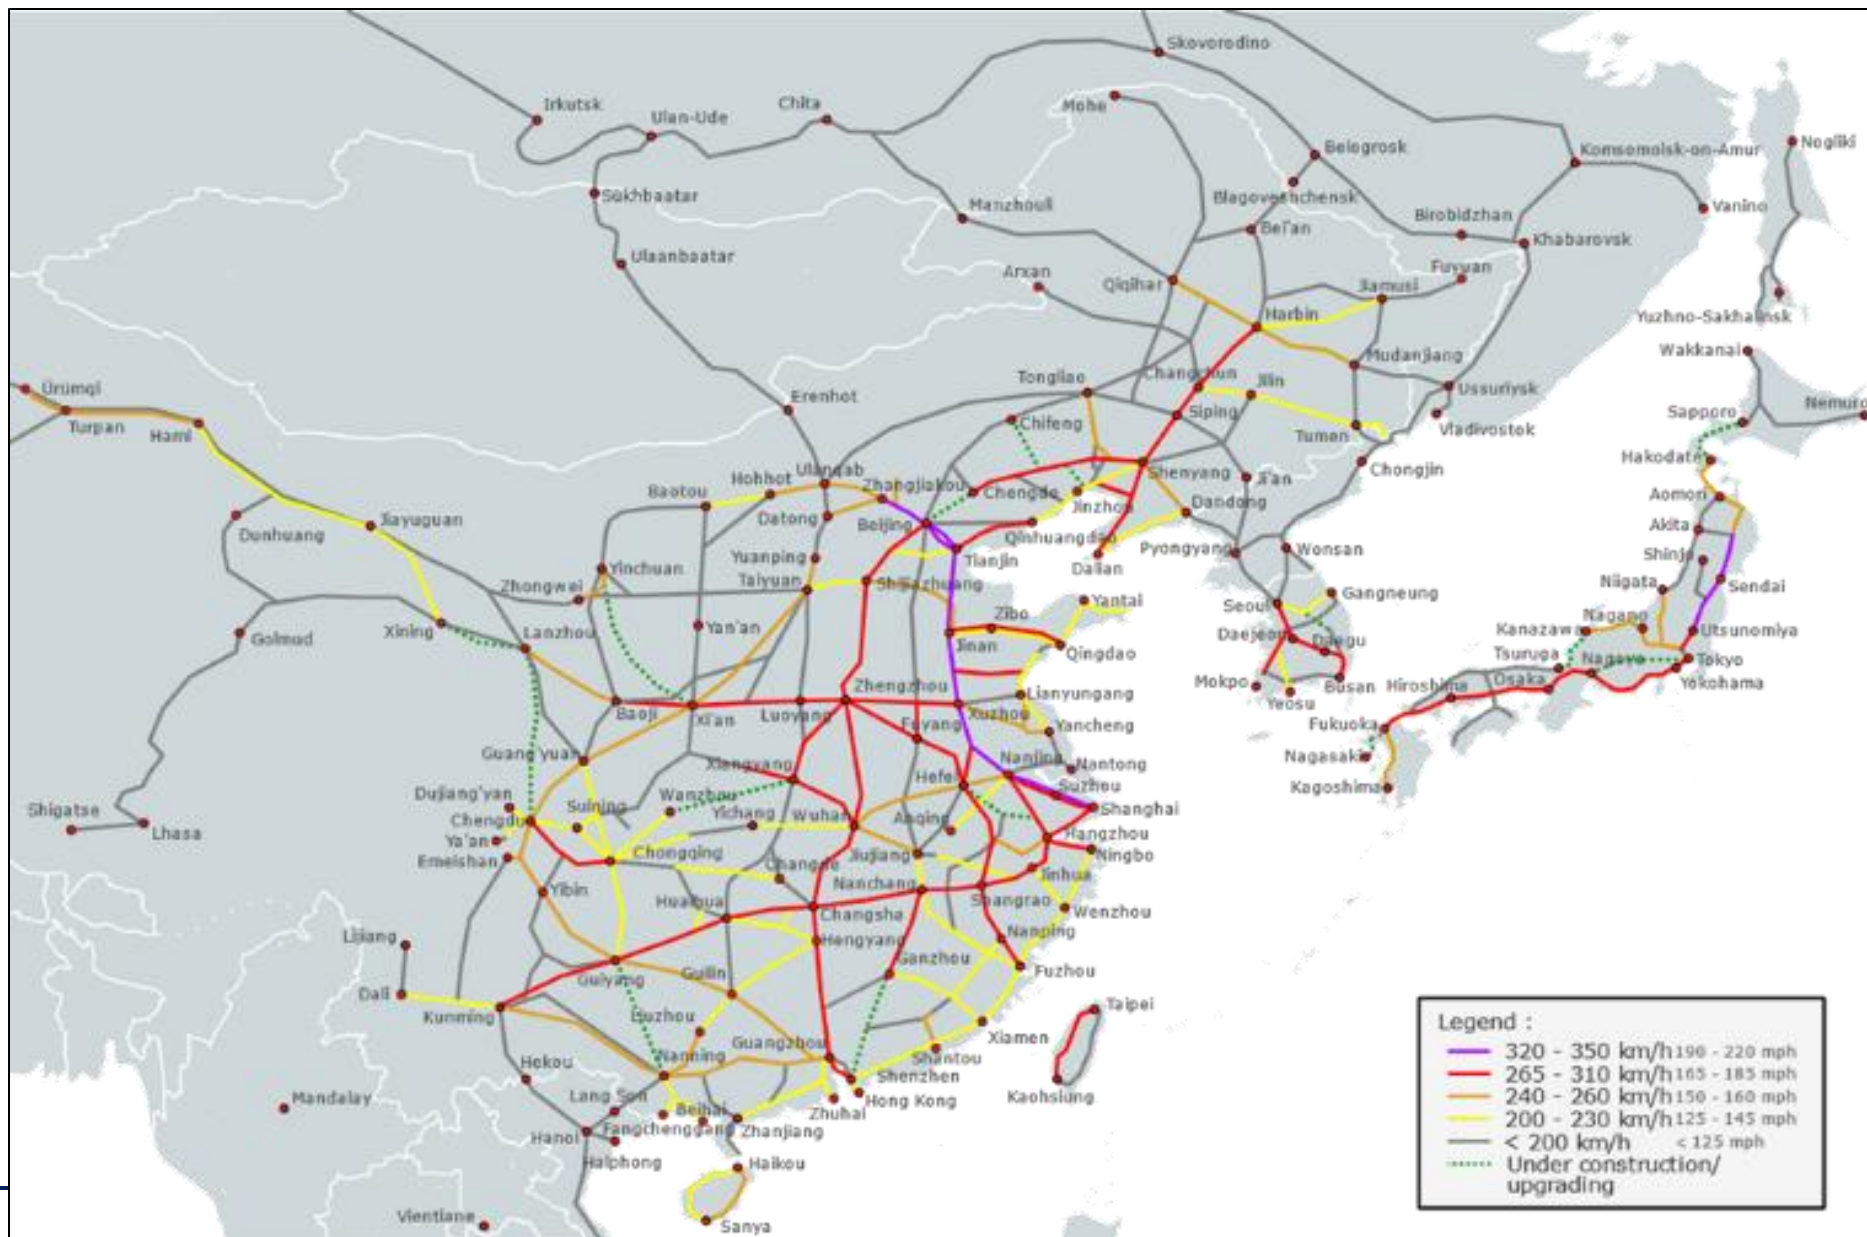 Skovorodino
Mohe
Irkutsk
Ulan-Ude
Chita
Belogrosk
Komsomolsk-on-Amur
Nogliki
Sukhbaatar
Manzhouli
Blagoveshchensk
Birobidzhan
Vanino
Bei'an
Khabarovsk
Ulaanbaatar
Arxan
Qiqihar
Fuyuan
Jiamusi
Harbin
Yuzhno-Sakhalinsk
Wakkanai
Mudanjiang
Urumqi
Turpan
Hami
Erenhot
Tongliao
Changchun
Jilin
Ussuriysk
Siping
Chifeng
Sapporo
Nemuro
Tumen
Vladivostok
Hakodate
Ulanqab
Hohhot
Zhangjiakou
Chengde
Shenyang
Ji'an
Chongjin
Baotou
Jinzhou
Dandong
Aomori
Dunhuang
Jiayuguan
Datong
Beijing
Qinhuangdao
Akita
Yuanping
Tianjin
Dalian
Pyongyang
Wonsan
Shinjo
Zhongwei
Yinchuan
Taiyuan
Shijiazhuang
Niigata
Sendai
Yantai
Seoul
Gangneung
Golmud
Xining
Lanzhou
Yan'an
Zibo
Jinan
Qingdao
Daejeon
Daegu
Kanazawa
Nagano
Utsunomiya
Tsuruga
Nagoya
Tokyo
Mokpo
Yeosu
Busan
Hiroshima
Osaka
Yokohama
Baoji
Xi'an
Luoyang
Zhengzhou
Xuzhou
Lianyungang
Yancheng
Fukuoka
Fuyang
Guang'yuan
Xiangyang
Hefei
Nanjing
Nantong
Nagasaki
Kagoshima
Shigatse
Lhasa
Dujiang'yan
Chengdu
Suining
Wanzhou
Yichang
Wuhan
Anqing
Suzhou
Shanghai
Ya'an
Emeishan
Chongqing
Changde
Jiujiang
Hangzhou
Ningbo
Yibin
Nanchang
Jinhua
Huaihua
Changsha
Shangrao
Wenzhou
Lijiang
Hengyang
Nanping
Guiyang
Guilin
Ganzhou
Fuzhou
Dali
Kunming
Liuzhou
Guangzhou
Xiamen
Taipei
Hekou
Nanning
Shantou
Mandalay
Lang Son
Beihai
Shenzhen
Hong Kong
Kaohsiung
Hanoi
Fangchenggang
Zhanjiang
Zhuhai
Haiphong
Haikou
Vientiane
Sanya
Legend :
320 - 350 km/h 190 - 220 mph
265 - 310 km/h 165 - 185 mph
240 - 260 km/h 150 - 160 mph
200 - 230 km/h 125 - 145 mph
< 200 km/h < 125 mph
Under construction/
upgrading